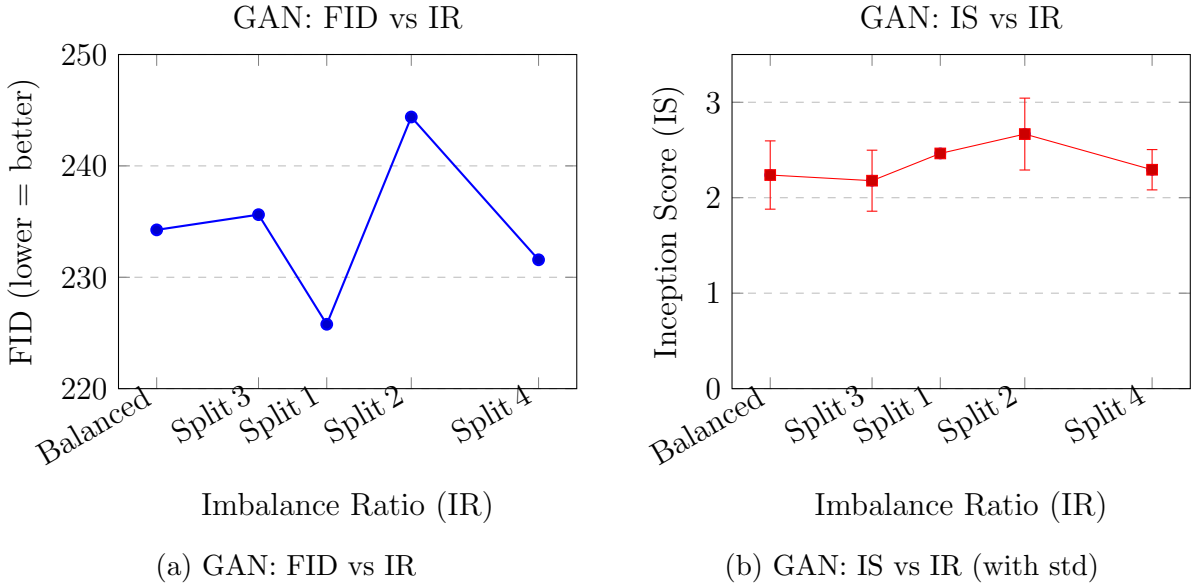 GAN: FID vs IR
FID (lower = better)
250
240
230
220
Balanced
Split 3
Split 1
Split 2
Split 4
Imbalance Ratio (IR)
(a) GAN: FID vs IR
GAN: IS vs IR
Inception Score (IS)
3
2
1
0
Balanced
Split 3
Split 1
Split 2
Split 4
Imbalance Ratio (IR)
(b) GAN: IS vs IR (with std)